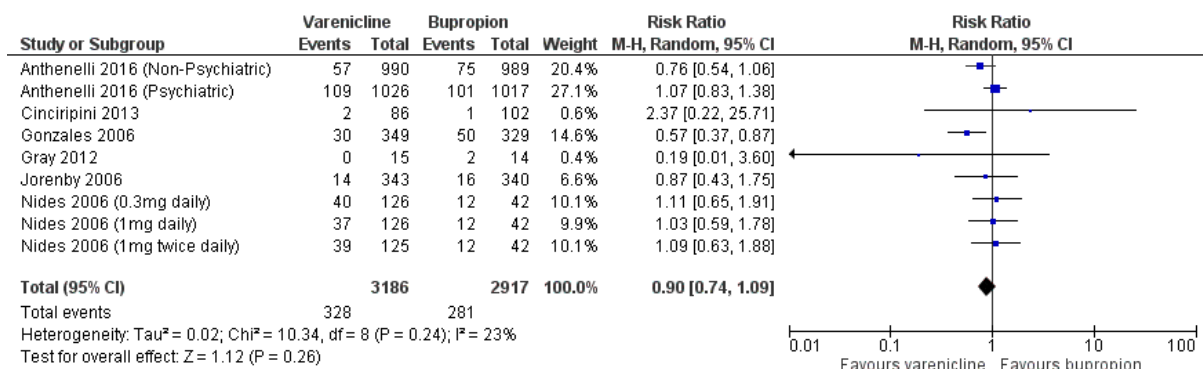 Varenicline Bupropion Risk Ratio Risk Ratio
Study or Subgroup Events Total Events Total Weight M-H, Random, 95% CI M-H, Random, 95% CI
Anthenelli 2016 (Non-Psychiatric) 57 990 75 989 20.4% 0.76 [0.54, 1.06]
Anthenelli 2016 (Psychiatric) 109 1026 101 1017 27.1% 1.07 [0.83, 1.38]
Cinciripini 2013 2 86 1 102 0.6% 2.37 [0.22, 25.71]
Gonzales 2006 30 349 50 329 14.6% 0.57 [0.37, 0.87]
Gray 2012 0 15 2 14 0.4% 0.19 [0.01, 3.60]
Jorenby 2006 14 343 16 340 6.6% 0.87 [0.43, 1.75]
Nides 2006 (0.3mg daily) 40 126 12 42 10.1% 1.11 [0.65, 1.91]
Nides 2006 (1mg daily) 37 126 12 42 9.9% 1.03 [0.59, 1.78]
Nides 2006 (1mg twice daily) 39 125 12 42 10.1% 1.09 [0.63, 1.88]
Total (95% CI) 3186 2917 100.0% 0.90 [0.74, 1.09]
Total events 328 281
Heterogeneity: Tau² = 0.02; Chi² = 10.34, df = 8 (P = 0.24); I² = 23%
Test for overall effect: Z = 1.12 (P = 0.26)
0.01 0.1 1 10 100
Favours varenicline Favours bupropion